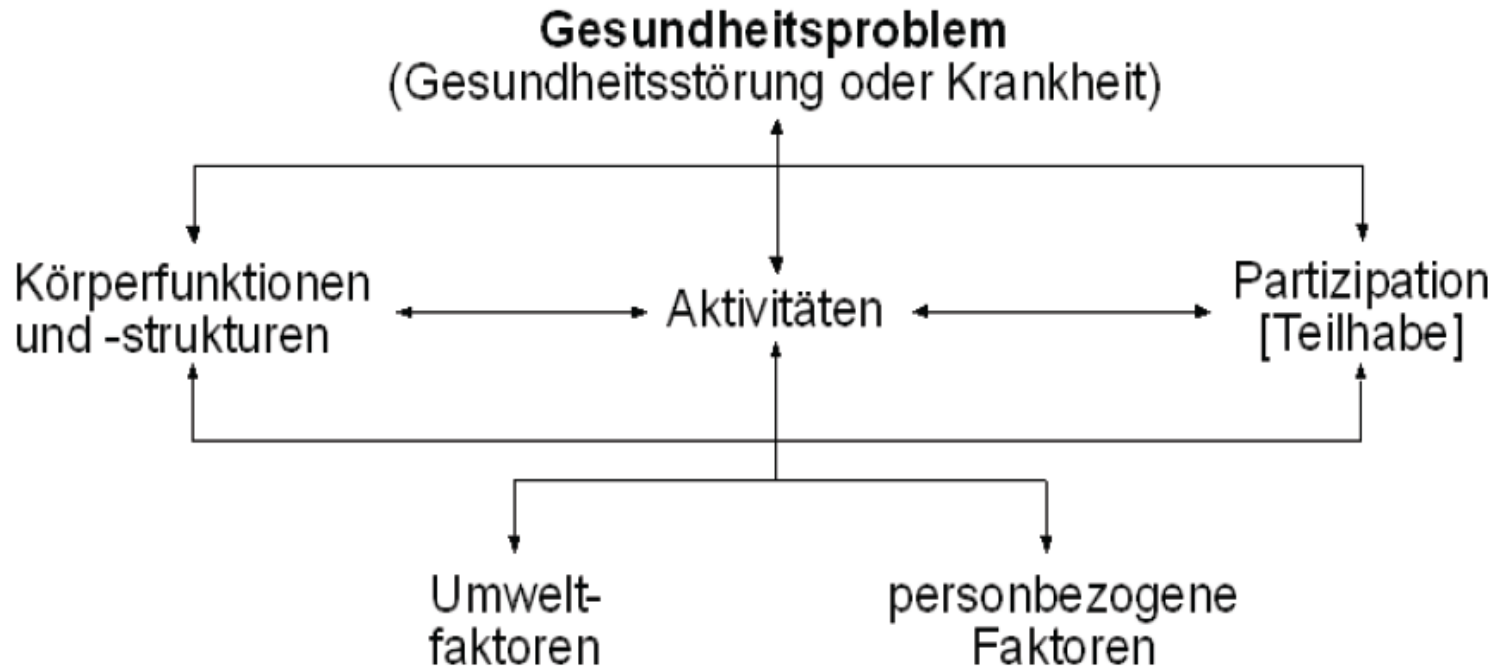 Gesundheitsproblem
(Gesundheitsstörung oder Krankheit)
Körperfunktionen
und -strukturen
Aktivitäten
Partizipation
[Teilhabe]
Umwelt-
faktoren
personbezogene
Faktoren